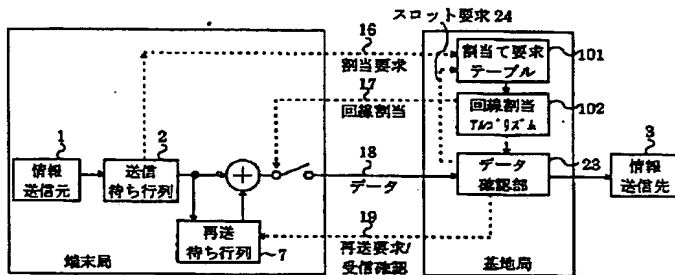 スロット要求 24
16
割当要求
割当て要求
テーブル
101
17
回線割当
回線割当
アルゴリズム
102
1
情報
送信元
2
送信
待ち行列
18
データ
データ
確認部
23
3
情報
送信先
再送
待ち行列
7
19
再送要求/
受信確認
端末局
基地局